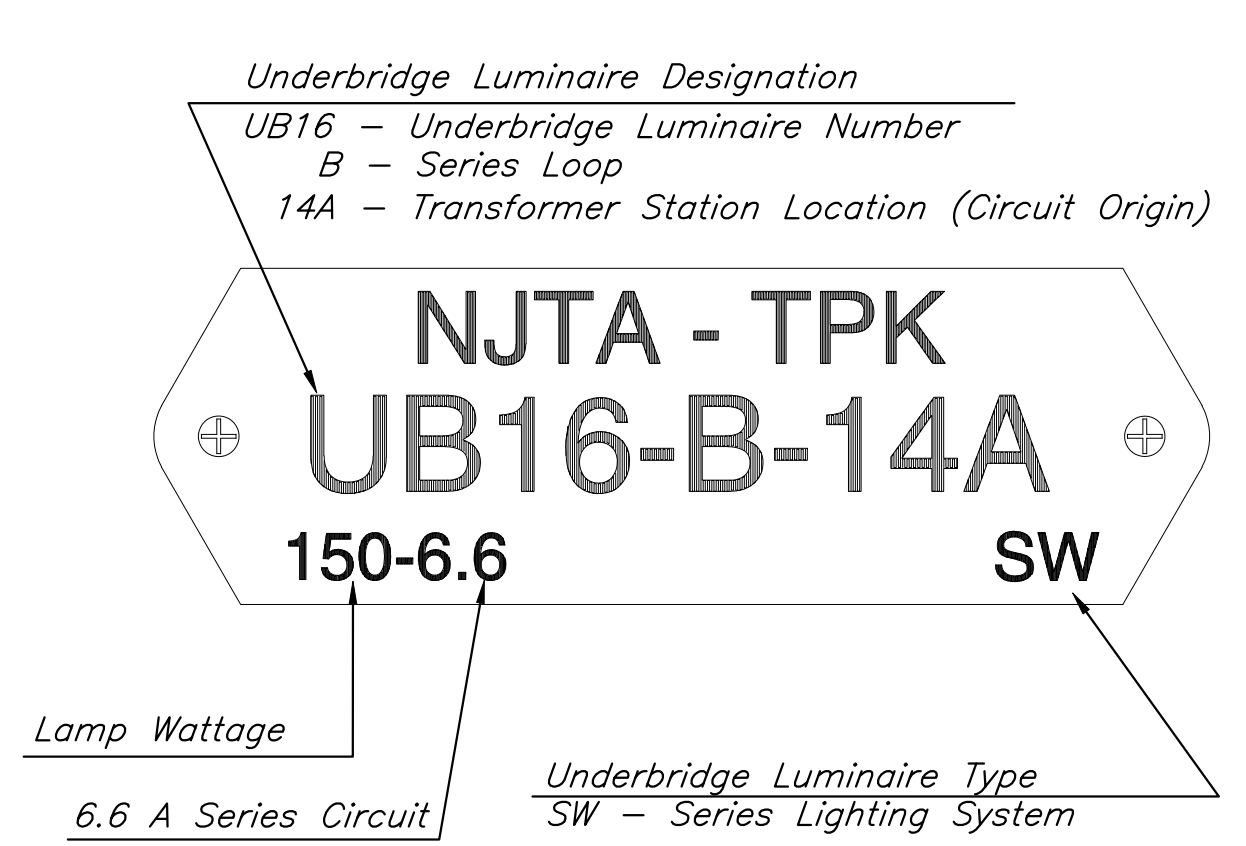 Underbridge Luminaire Designation
UB16 – Underbridge Luminaire Number
B – Series Loop
14A – Transformer Station Location (Circuit Origin)
NJTA - TPK
UB16-B-14A
150-6.6 SW
Lamp Wattage
6.6 A Series Circuit
Underbridge Luminaire Type
SW – Series Lighting System